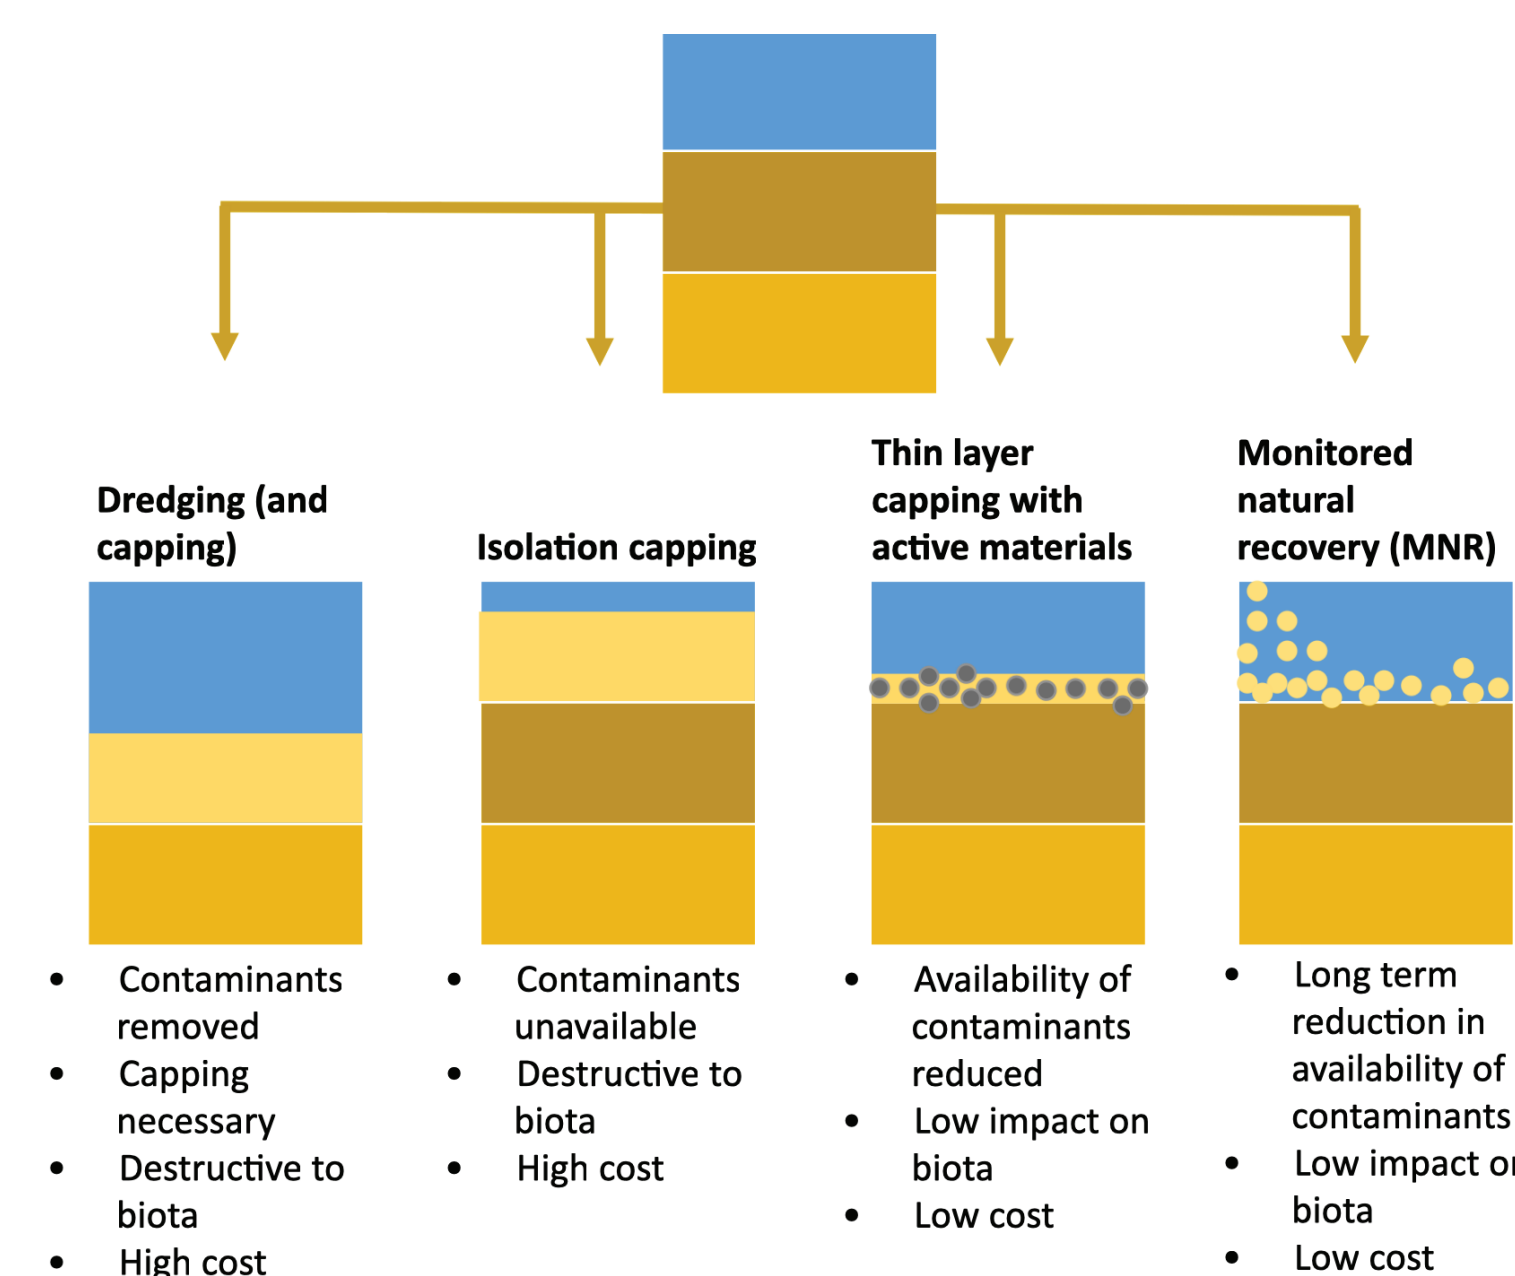 Dredging (and
capping)
Isolation capping
Thin layer
capping with
active materials
Monitored
natural
recovery (MNR)
• Contaminants
removed
• Capping
necessary
• Destructive to
biota
• High cost
• Contaminants
unavailable
• Destructive to
biota
• High cost
• Availability of
contaminants
reduced
• Low impact on
biota
• Low cost
• Long term
reduction in
availability of
contaminants
• Low impact on
biota
• Low cost